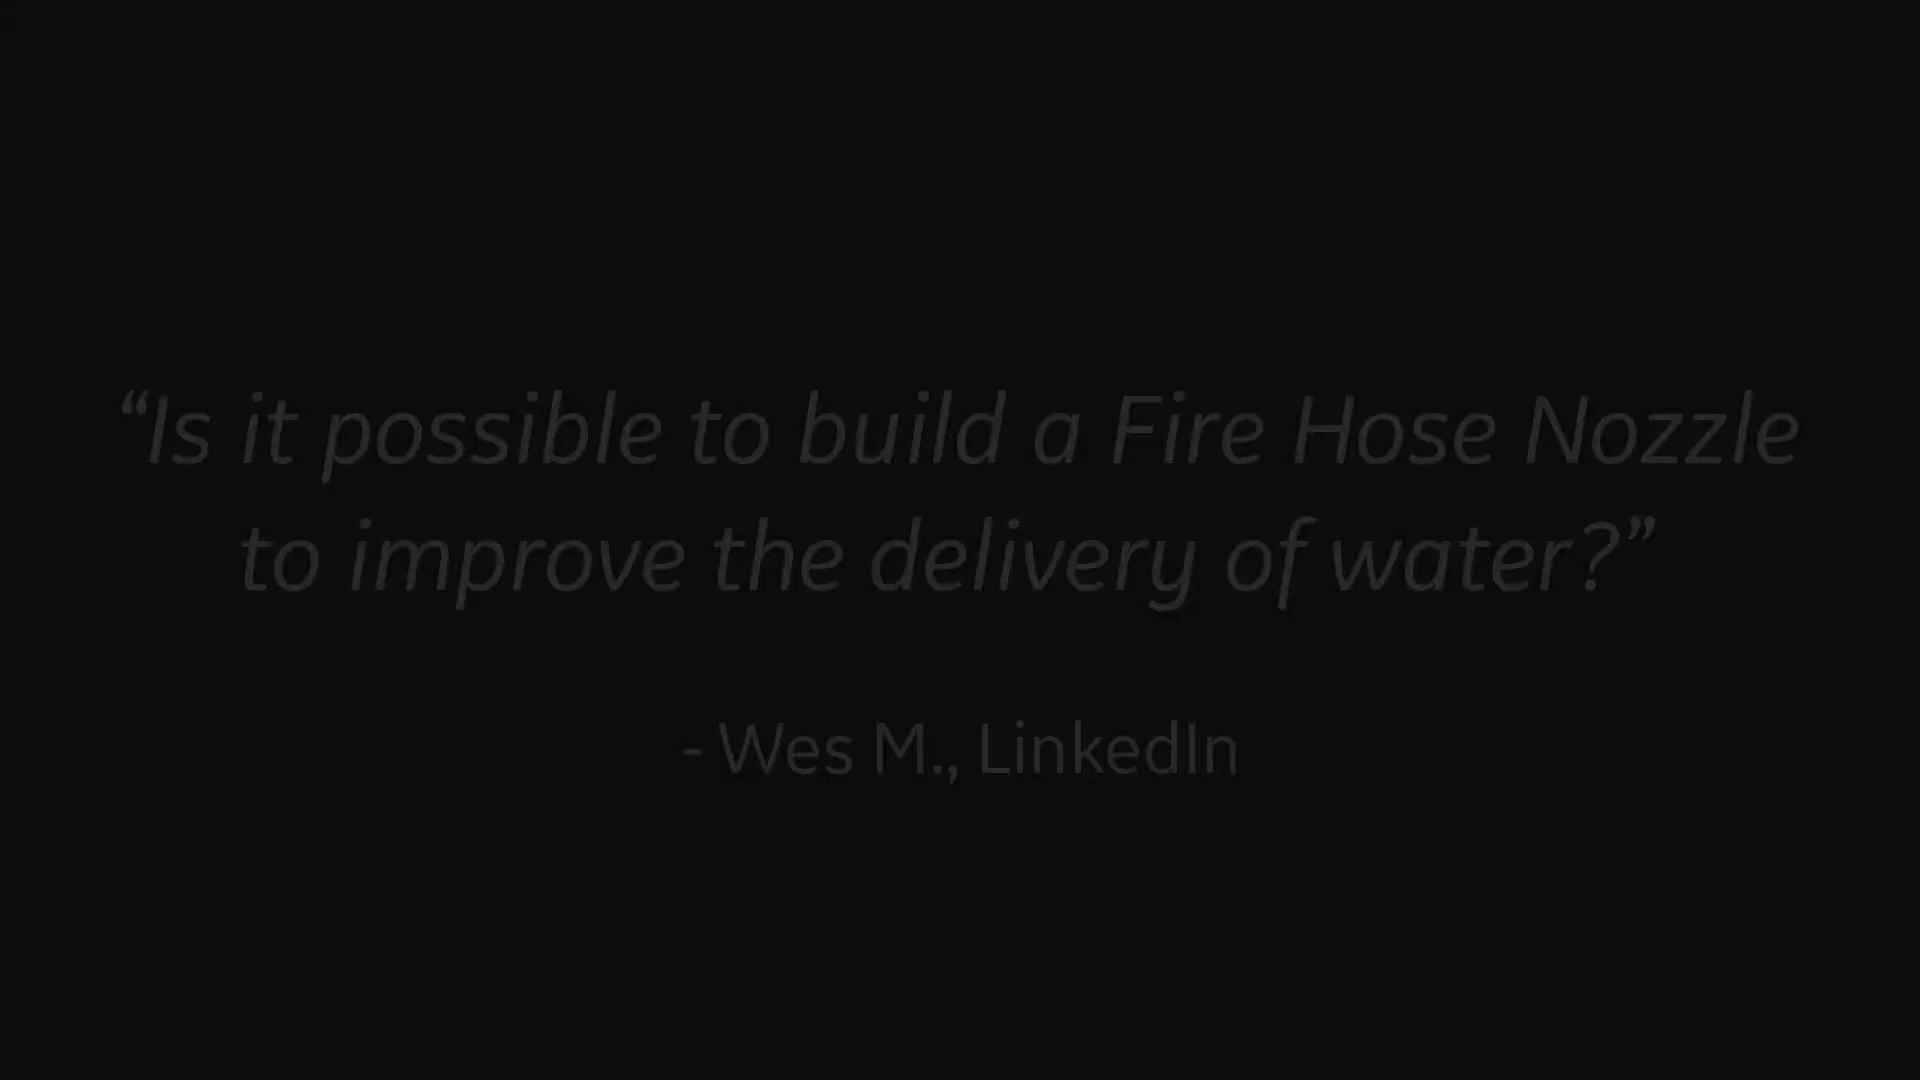 “Is it possible to build a Fire Hose Nozzle
to improve the delivery of water?”
- Wes M., LinkedIn